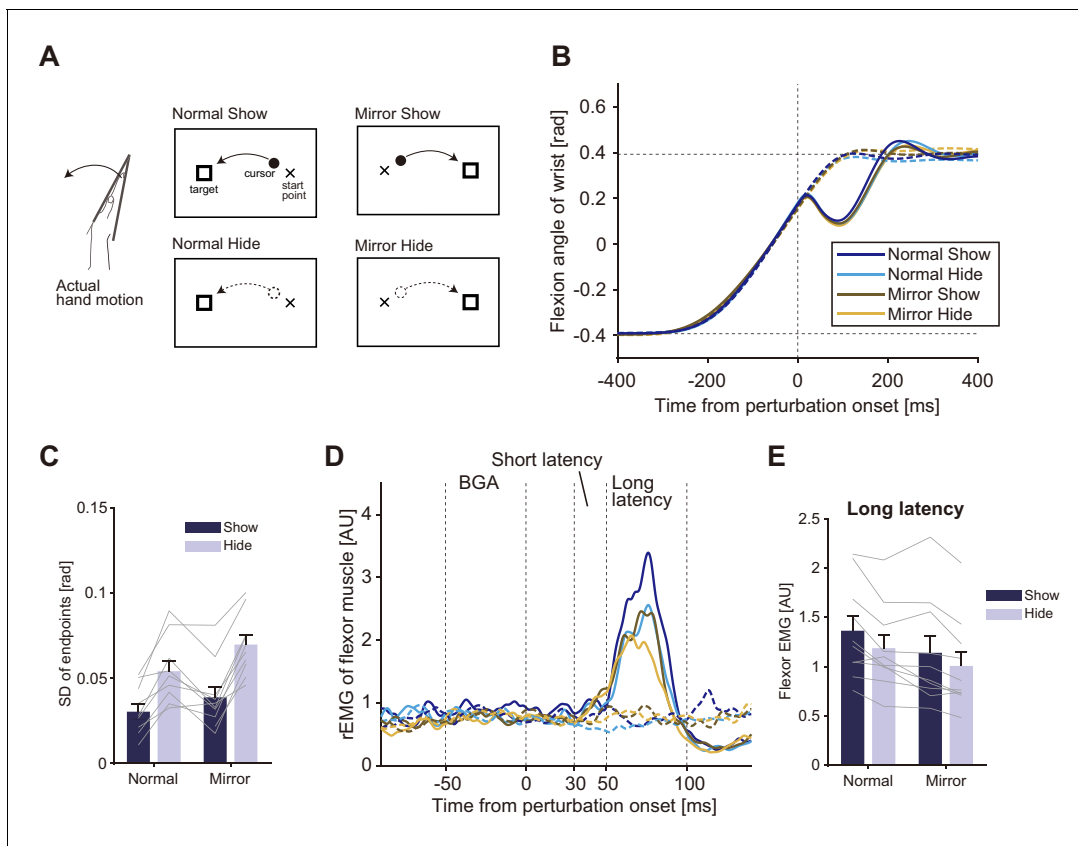 A
Normal Show
target
cursor
start
point
Mirror Show
Normal Hide
Mirror Hide
Actual
hand motion
B
Flexion angle of wrist [rad]
0.6
0.4
0.2
0
-0.2
-0.4
-400
-200
0
200
400
Time from perturbation onset [ms]
Normal Show
Normal Hide
Mirror Show
Mirror Hide
C
SD of endpoints [rad]
0.15
0.1
0.05
0
Show
Hide
Normal
Mirror
D
rEMG of flexor muscle [AU]
4
3
2
1
0
BGA
Short latency
Long
latency
-50
0
30
50
100
Time from perturbation onset [ms]
E
Long latency
Flexor EMG [AU]
2.5
2
1.5
1
0.5
0
Show
Hide
Normal
Mirror